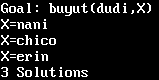 Goal: buyut(dudi,X)
X=nani
X=chico
X=erin
3 Solutions